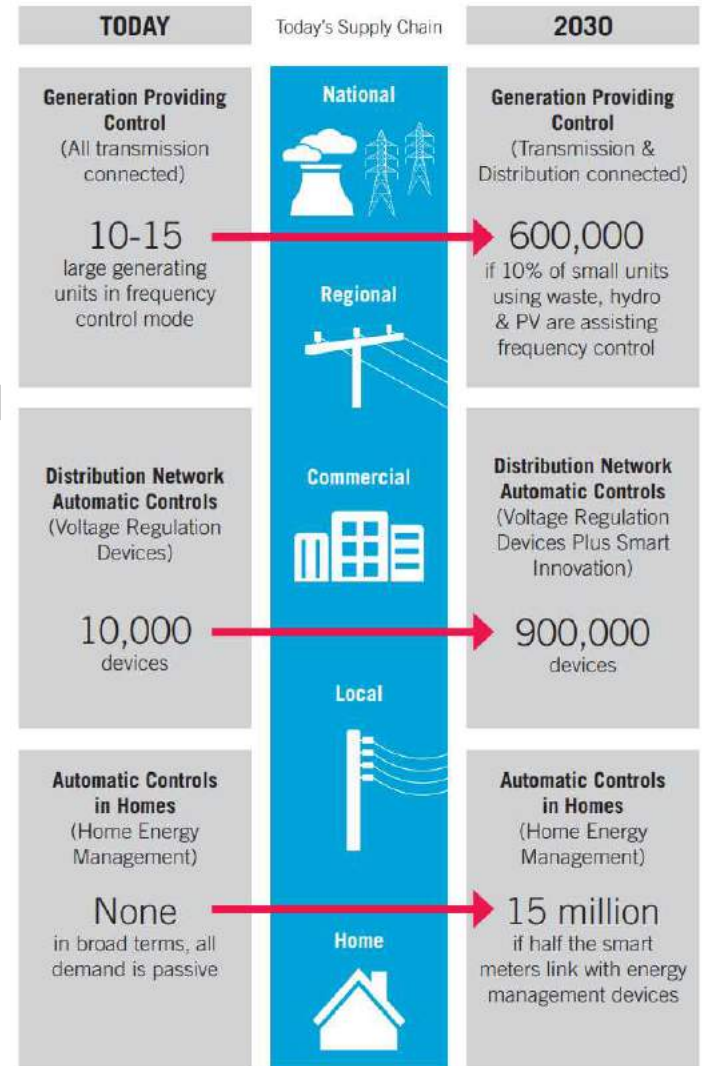 TODAY
Today's Supply Chain
2030
Generation Providing
Control
(All transmission
connected)
10-15
large generating
units in frequency
control mode
National
Regional
Generation Providing
Control
(Transmission &
Distribution connected)
600,000
if 10% of small units
using waste, hydro
& PV are assisting
frequency control
Distribution Network
Automatic Controls
(Voltage Regulation
Devices)
10,000
devices
Commercial
Distribution Network
Automatic Controls
(Voltage Regulation
Devices Plus Smart
Innovation)
900,000
devices
Local
Automatic Controls
in Homes
(Home Energy
Management)
None
in broad terms, all
demand is passive
Home
Automatic Controls
in Homes
(Home Energy
Management)
15 million
if half the smart
meters link with energy
management devices